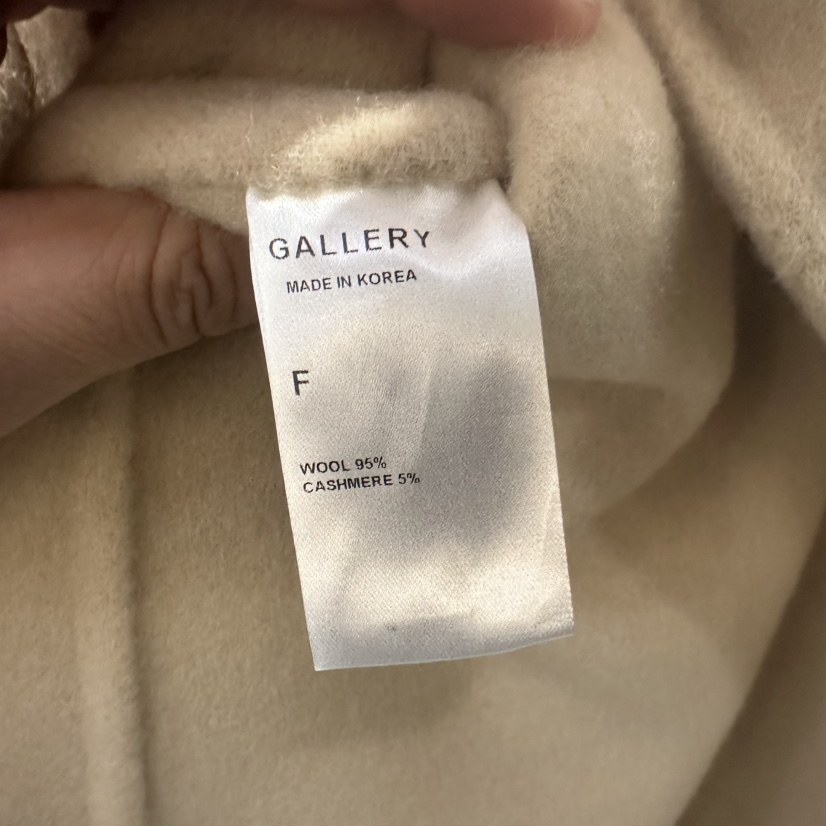 GALLERY
MADE IN KOREA
F
WOOL 95%
CASHMERE 5%